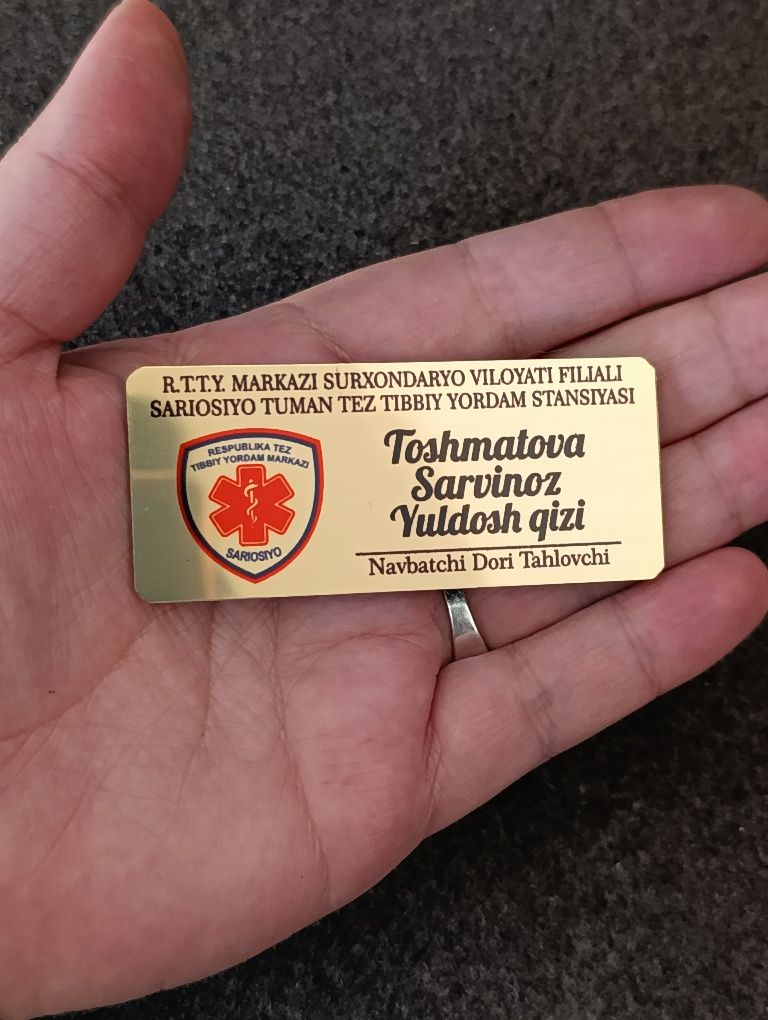 R.T.T.Y. MARKAZI SURXONDARYO VILOYATI FILIALI
SARIOSIYO TUMAN TEZ TIBBIY YORDAM STANSIYASI
RESPUBLIKA TEZ
TIBBIY YORDAM MARKAZI
SARIOSIYO
Toshmatova
Sarvinoz
Yuldosh qizi
Navbatchi Dori Tahlovchi